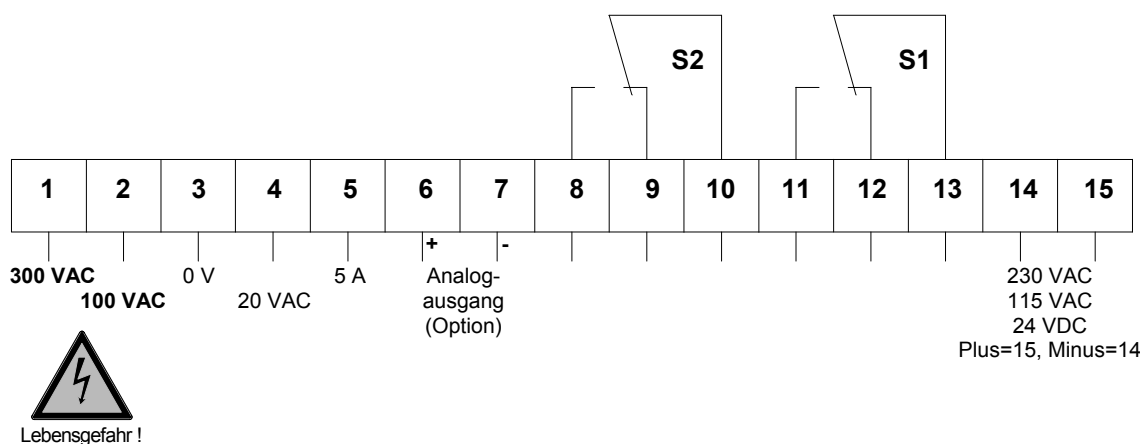 S2 S1
1 2 3 4 5 6 7 8 9 10 11 12 13 14 15
+ -
300 VAC 0 V 5 A Analog- 230 VAC
100 VAC 20 VAC ausgang 115 VAC
(Option) 24 VDC
Plus=15, Minus=14
Lebensgefahr !